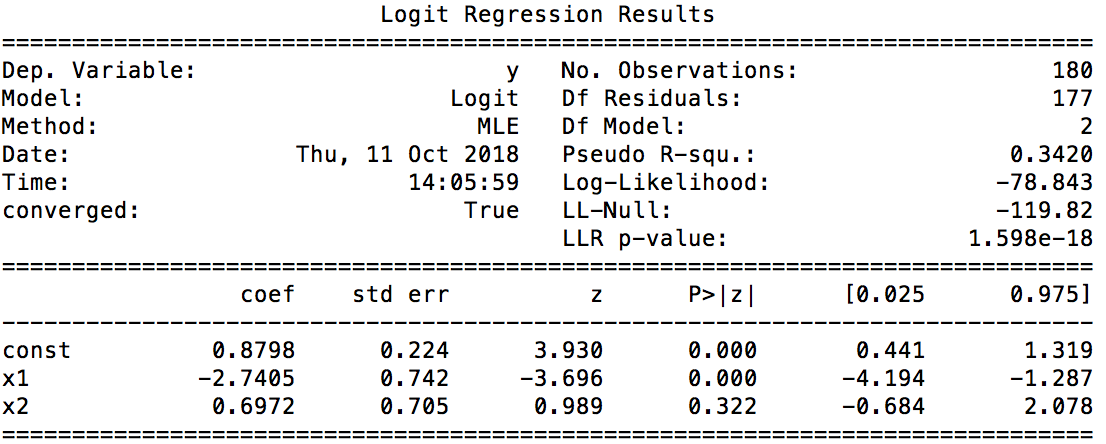 Logit Regression Results
==============================================================================
Dep. Variable:                      y   No. Observations:                  180
Model:                          Logit   Df Residuals:                      177
Method:                           MLE   Df Model:                            2
Date:                Thu, 11 Oct 2018   Pseudo R-squ.:                  0.3420
Time:                        14:05:59   Log-Likelihood:                -78.843
converged:                       True   LL-Null:                       -119.82
                                        LLR p-value:                 1.598e-18
==============================================================================
                 coef    std err          z      P>|z|      [0.025      0.975]
------------------------------------------------------------------------------
const          0.8798      0.224      3.930      0.000       0.441       1.319
x1            -2.7405      0.742     -3.696      0.000      -4.194      -1.287
x2             0.6972      0.705      0.989      0.322      -0.684       2.078
==============================================================================